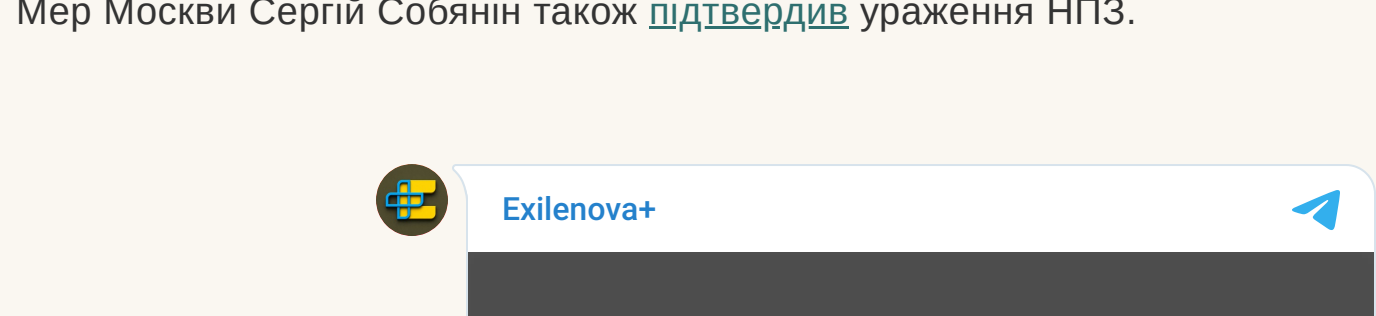 Мер Москви Сергій Собянін також підтвердив ураження НПЗ.
Exilenova+